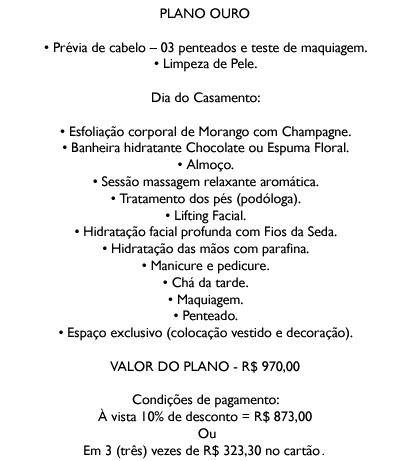 PLANO OURO
• Prévia de cabelo – 03 penteados e teste de maquiagem.
• Limpeza de Pele.
Dia do Casamento:
• Esfoliação corporal de Morango com Champagne.
• Banheira hidratante Chocolate ou Espuma Floral.
• Almoço.
• Sessão massagem relaxante aromática.
• Tratamento dos pés (podóloga).
• Lifting Facial.
• Hidratação facial profunda com Fios da Seda.
• Hidratação das mãos com parafina.
• Manicure e pedicure.
• Chá da tarde.
• Maquiagem.
• Penteado.
• Espaço exclusivo (colocação vestido e decoração).
VALOR DO PLANO - R$ 970,00
Condições de pagamento:
À vista 10% de desconto = R$ 873,00
Ou
Em 3 (três) vezes de R$ 323,30 no cartão.